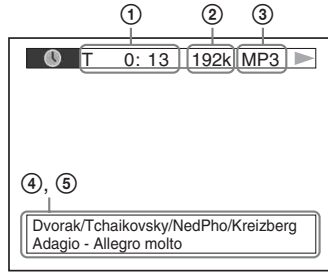 ① ② ③
T 0: 13 192k MP3
④, ⑤
Dvorak/Tchaikovsky/NedPho/Kreizberg
Adagio - Allegro molto